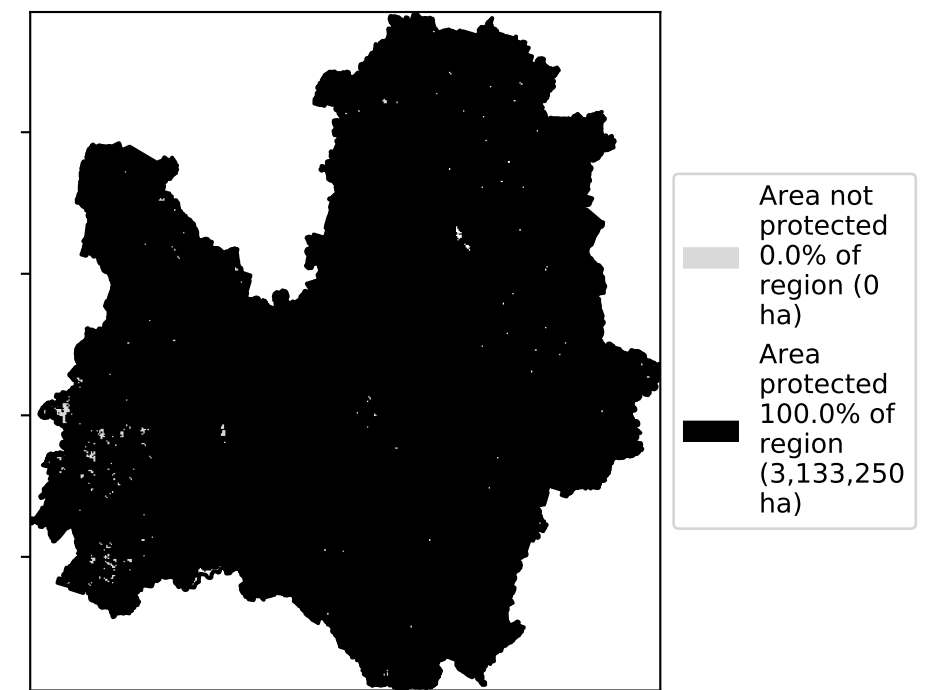 Area not
protected
0.0% of
region (0
ha)
Area
protected
100.0% of
region
(3,133,250
ha)